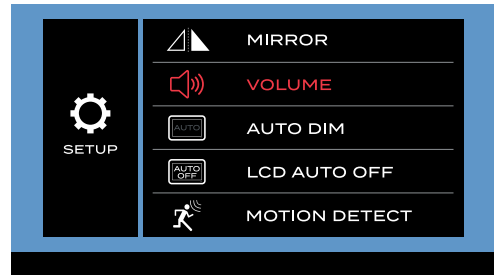 MIRROR
VOLUME
AUTO
AUTO DIM
SETUP
AUTO
OFF
LCD AUTO OFF
MOTION DETECT